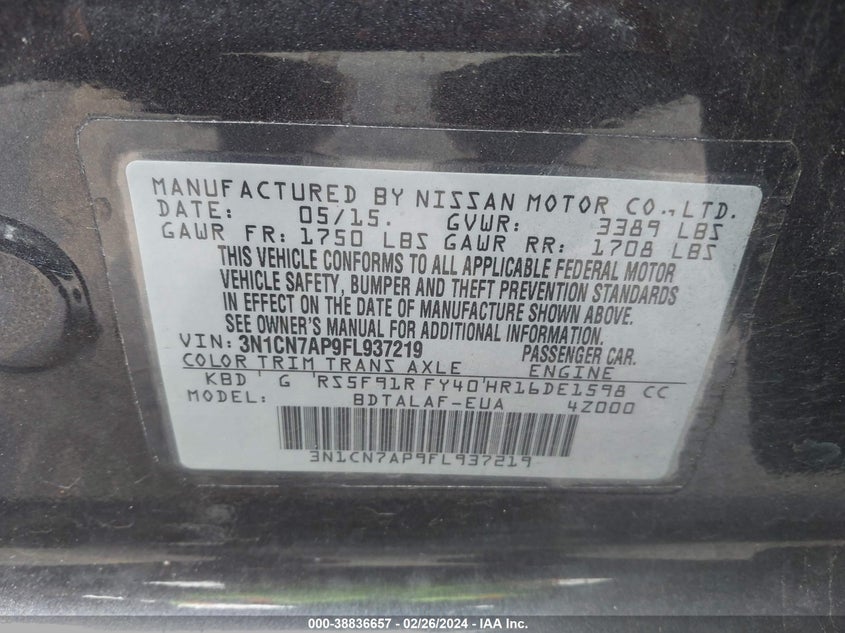 MANUFACTURED BY NISSAN MOTOR CO.,LTD.
DATE: 05/15. GVWR: 3389 LBS
GAWR FR: 1750 LBS GAWR RR: 1708 LBS
THIS VEHICLE CONFORMS TO ALL APPLICABLE FEDERAL MOTOR
VEHICLE SAFETY, BUMPER AND THEFT PREVENTION STANDARDS
IN EFFECT ON THE DATE OF MANUFACTURE SHOWN ABOVE.
SEE OWNER'S MANUAL FOR ADDITIONAL INFORMATION.
VIN: 3N1CN7AP9FL937219 PASSENGER CAR.
COLOR TRIM TRANS AXLE ENGINE
KBD ' G ' RS5F91R FY40'HR16DE1598 CC
MODEL: BDTALAF-EUA 4Z000
3N1CN7AP9FL937219
000-38836657 - 02/26/2024 - IAA Inc.